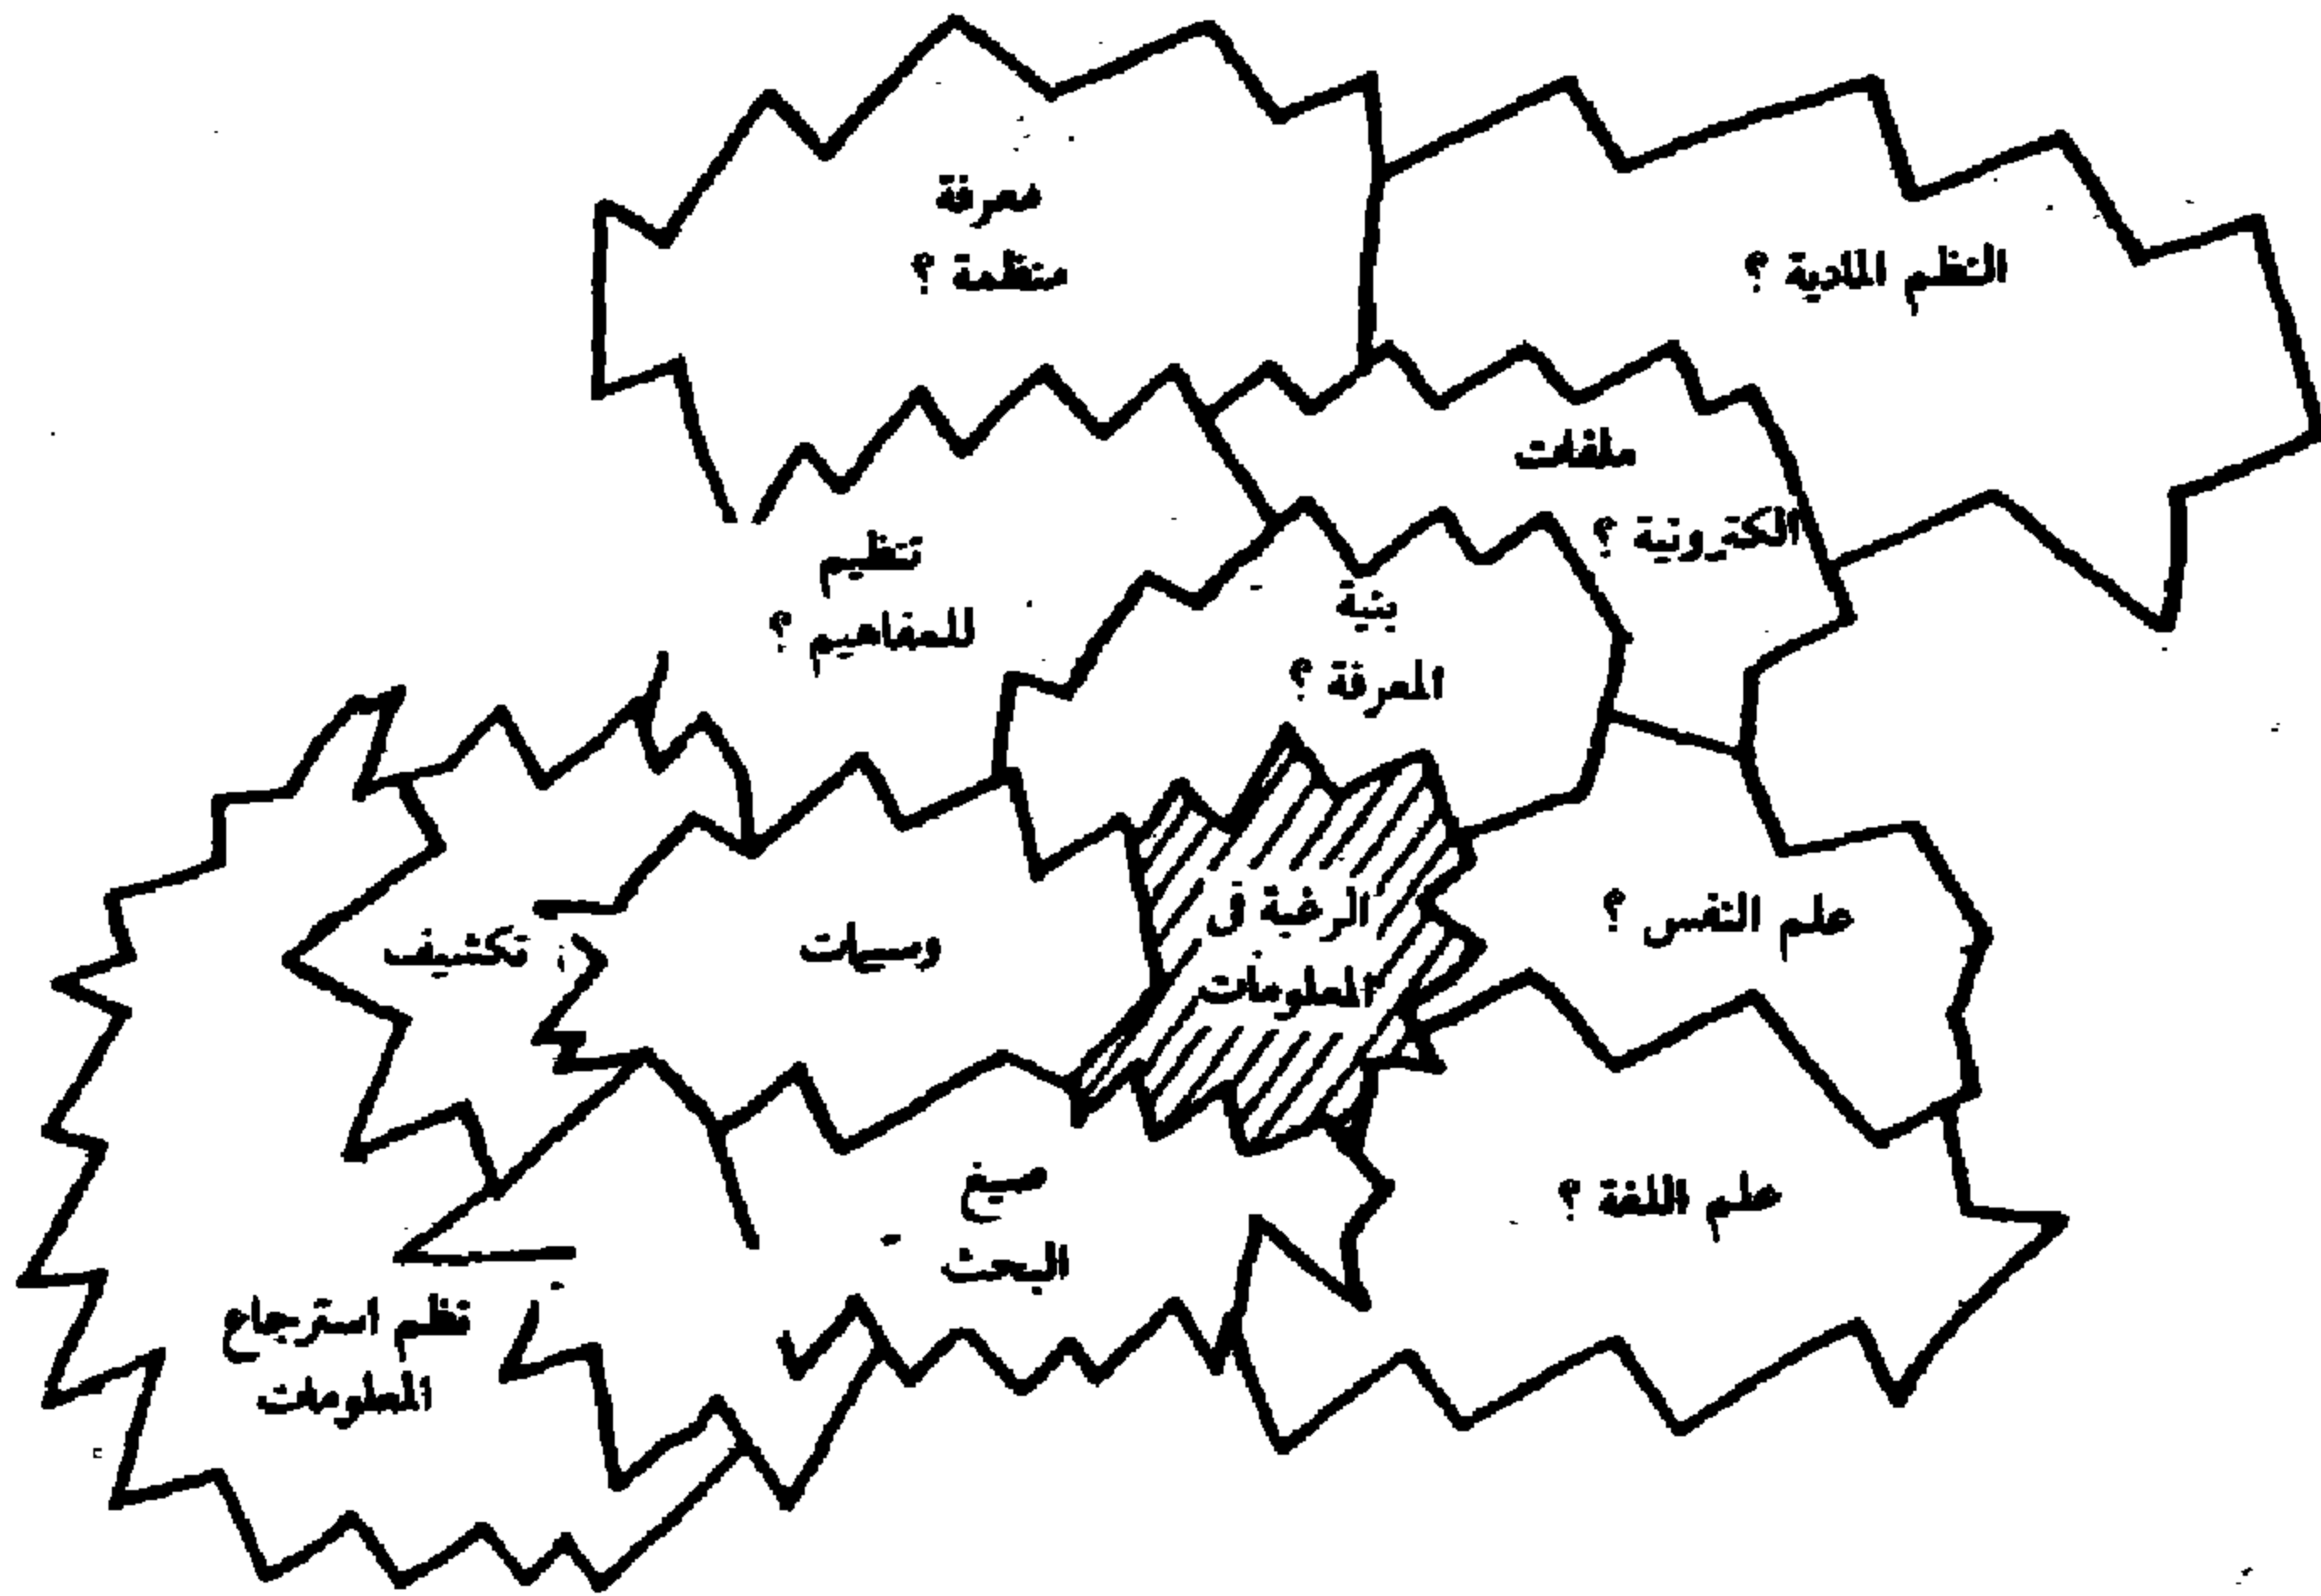 معرفة
منظمة ؟
النظم المادية ؟
ملفات
الكترونية ؟
تنظيم
للمفاهيم ؟
بنية
المعرفة ؟
تكشيف
وسيات
الرغبة في
المعلومات
علم النفس ؟
صيغ
البحث
علم اللغة ؟
نظم استرجاع
المعلومات